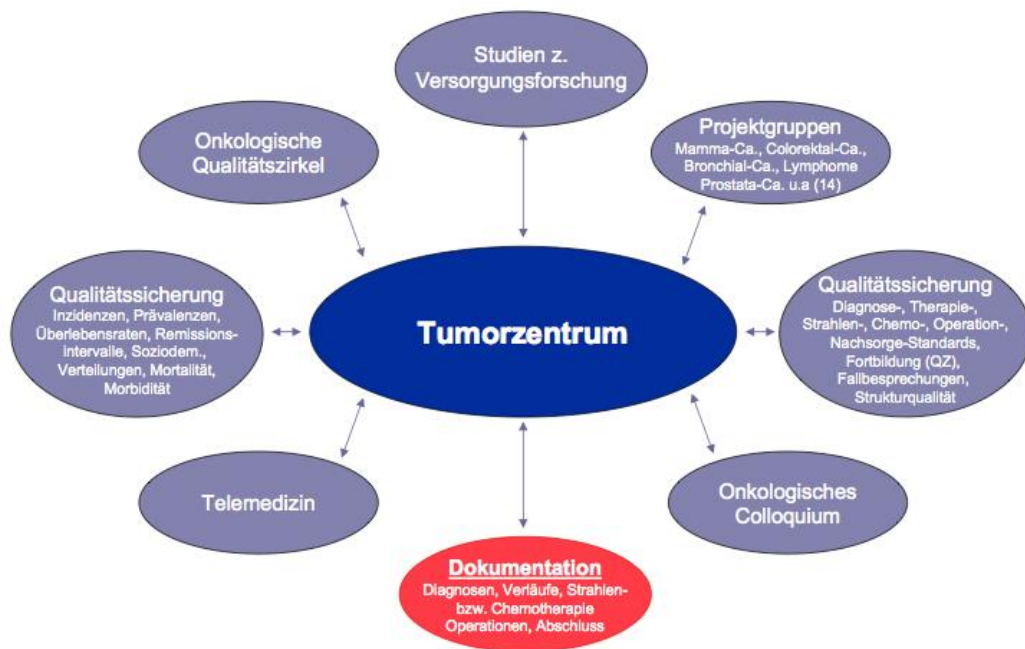 Studien z.
Versorgungsforschung
Onkologische
Qualitätszirkel
Projektgruppen
Mamma-Ca., Colorektal-Ca.,
Bronchial-Ca., Lymphome
Prostata-Ca. u.a (14)
Qualitätssicherung
Inzidenzen, Prävalenzen,
Überlebensraten, Remissions-
intervalle, Soziodem.,
Verteilungen, Mortalität,
Morbidität
Tumorzentrum
Qualitätssicherung
Diagnose-, Therapie-,
Strahlen-, Chemo-, Operation-,
Nachsorge-Standards,
Fortbildung (QZ),
Fallbesprechungen,
Strukturqualität
Telemedizin
Onkologisches
Colloquium
Dokumentation
Diagnosen, Verläufe, Strahlen-
bzw. Chemotherapie
Operationen, Abschluss